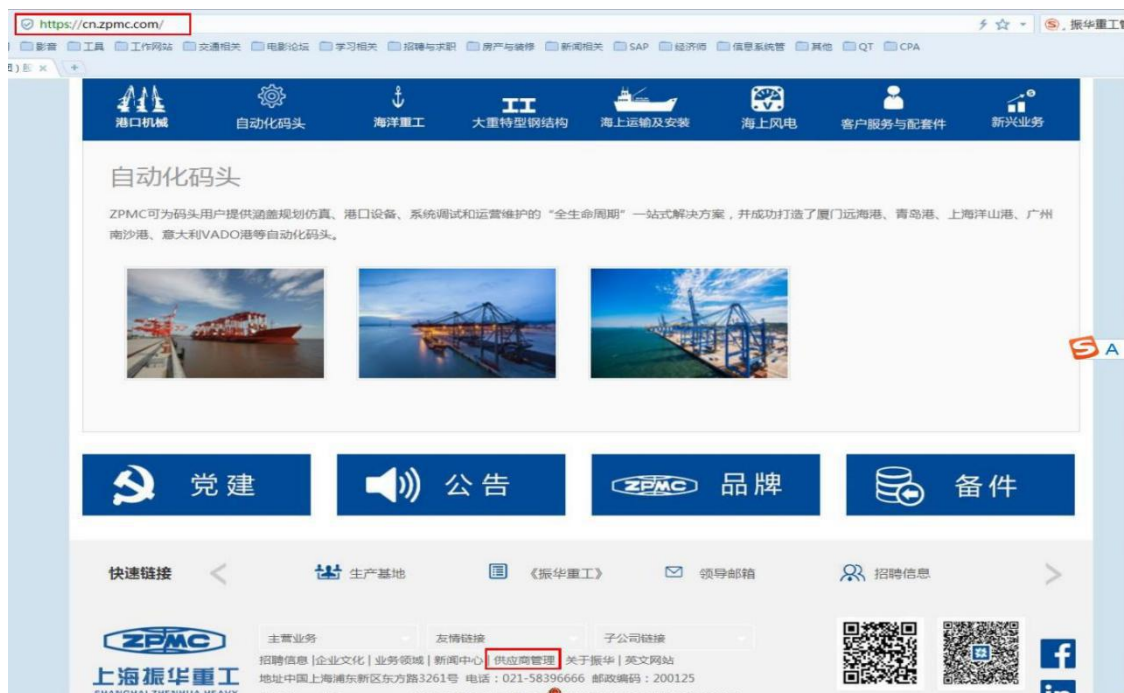 https://cn.zpmc.com/
振华重工
影音 工具 工作网站 交通相关 电影论坛 学习相关 招聘与求职 房产与装修 新闻相关 SAP 经济师 信息系统管 其他 QT CPA
港口机械 自动化码头 海洋重工 大重特型钢结构 海上运输及安装 海上风电 客户服务与配套件 新兴业务
自动化码头
ZPMC可为码头用户提供涵盖规划仿真、港口设备、系统调试和运营维护的“全生命周期”一站式解决方案，并成功打造了厦门远海港、青岛港、上海洋山港、广州
南沙港、意大利VADO港等自动化码头。
A
党建 公告 ZPMC 品牌 备件
快速链接 生产基地 《振华重工》 领导邮箱 招聘信息
ZPMC
主营业务 友情链接 子公司链接
招聘信息 |企业文化 | 业务领域 | 新闻中心 | 供应商管理 | 关于振华 | 英文网站
上海振华重工
地址中国上海浦东新区东方路3261号 电话：021-58396666 邮政编码：200125